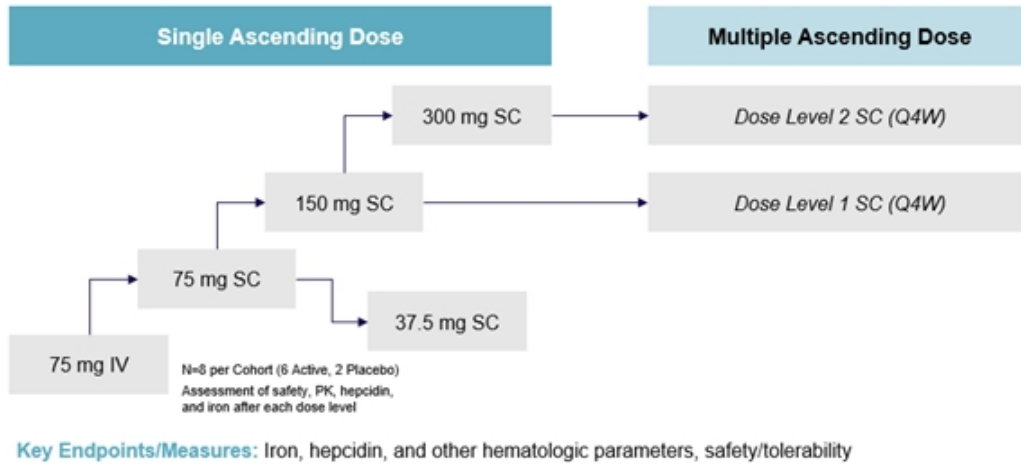 Single Ascending Dose
Multiple Ascending Dose
300 mg SC
Dose Level 2 SC (Q4W)
150 mg SC
Dose Level 1 SC (Q4W)
75 mg SC
37.5 mg SC
75 mg IV
N=8 per Cohort (6 Active, 2 Placebo)
Assessment of safety, PK, hepcidin,
and iron after each dose level
Key Endpoints/Measures: Iron, hepcidin, and other hematologic parameters, safety/tolerability